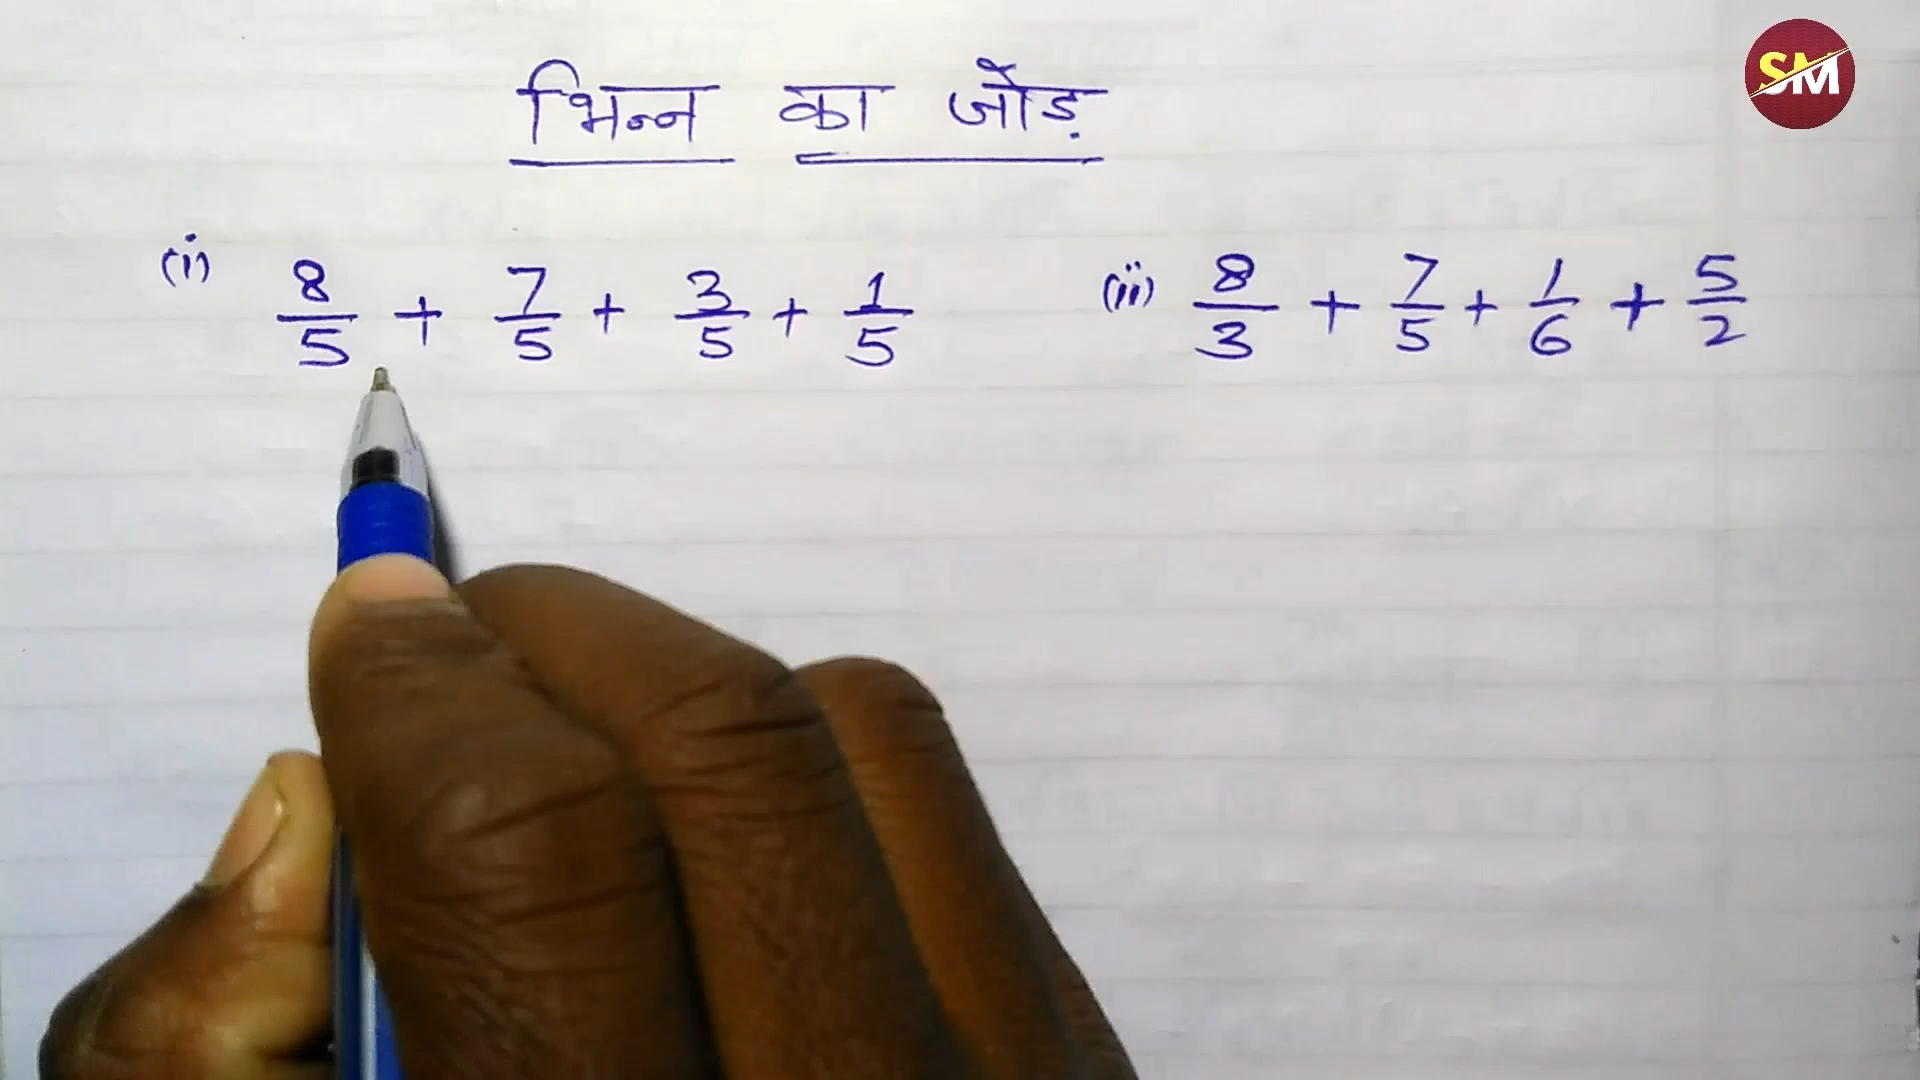 SM
भिन्न का जोड़
(i) 8/5 + 7/5 + 3/5 + 1/5
(ii) 8/3 + 7/5 + 1/6 + 5/2